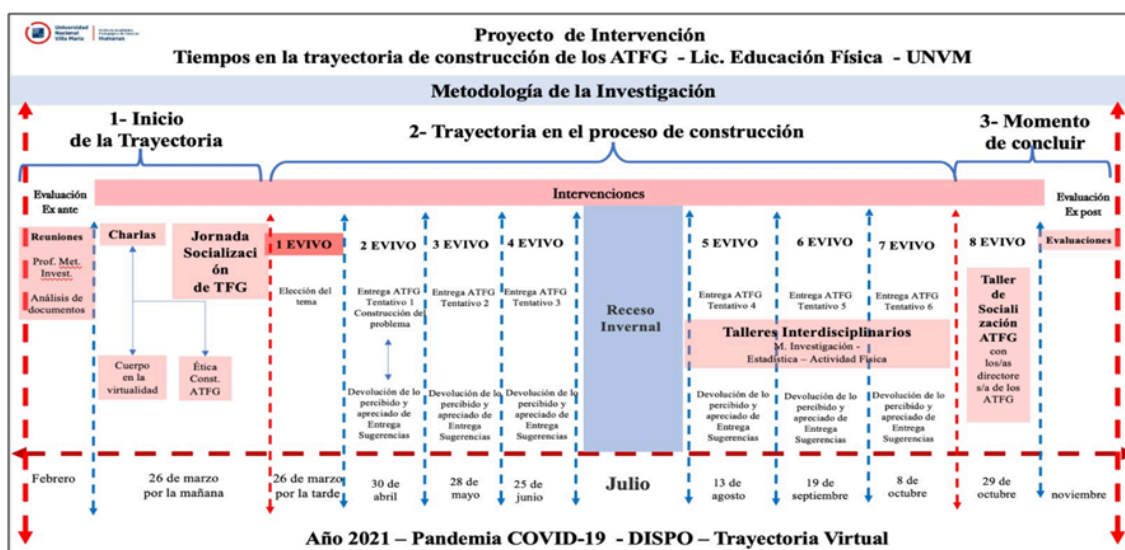 Universidad
Nacional
Villa María
Humanas
Proyecto de Intervención
Tiempos en la trayectoria de construcción de los ATFG - Lic. Educación Física - UNVM
Metodología de la Investigación
1- Inicio
de la Trayectoria
2- Trayectoria en el proceso de construcción
3- Momento
de concluir
Intervenciones
Evaluación
Ex ante
Reuniones
Prof. Met.
Invest.
Análisis de
documentos
Charlas
Cuerpo
en la
virtualidad
Jornada
Socializaci
ón
de TFG
Ética
Const.
ATFG
1 EVIVO
Elección del
tema
2 EVIVO
Entrega ATFG
Tentativo 1
Construcción del
problema
Devolución de lo
percibido y
apreciado de
Entrega
Sugerencias
3 EVIVO
Entrega ATFG
Tentativo 2
Devolución de lo
percibido y
apreciado de
Entrega
Sugerencias
4 EVIVO
Entrega ATFG
Tentativo 3
Devolución de lo
percibido y
apreciado de
Entrega
Sugerencias
Receso
Invernal
5 EVIVO
Entrega ATFG
Tentativo 4
6 EVIVO
Entrega ATFG
Tentativo 5
7 EVIVO
Entrega ATFG
Tentativo 6
Talleres Interdisciplinarios
M. Investigación -
Estadística – Actividad Física
Devolución de lo
percibido y
apreciado de
Entrega
Sugerencias
Devolución de lo
percibido y
apreciado de
Entrega
Sugerencias
Devolución de lo
percibido y
apreciado de
Entrega
Sugerencias
8 EVIVO
Taller
de
Sociali
zación
ATFG
con
los/as
directore
s/a de los
ATFG
Evaluación
Ex post
Evaluaciones
Febrero
26 de marzo
por la mañana
26 de marzo
por la tarde
30 de
abril
28 de
mayo
25 de
junio
Julio
13 de
agosto
19 de
septiembre
8 de
octubre
29 de
octubre
noviembre
Año 2021 – Pandemia COVID-19 - DISPO – Trayectoria Virtual